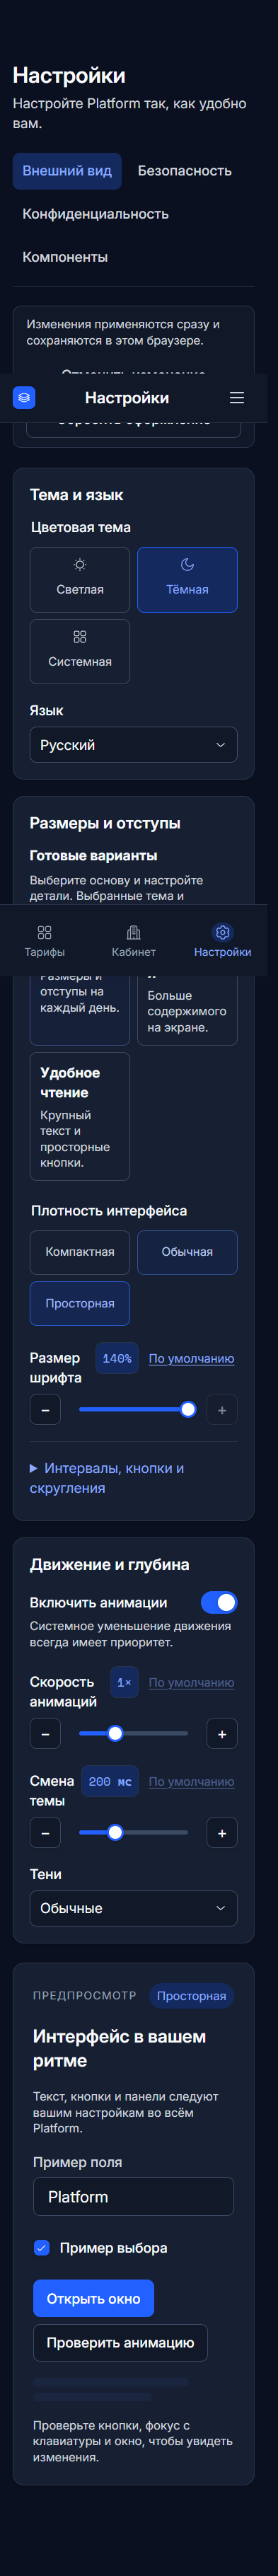 Настройки
Настройте Platform так, как удобно
вам.
Внешний вид
Безопасность
Конфиденциальность
Компоненты
Изменения применяются сразу и
сохраняются в этом браузере.
Настройки
Тема и язык
Цветовая тема
Светлая
Тёмная
Системная
Язык
Русский
Размеры и отступы
Готовые варианты
Выберите основу и настройте
детали. Выбранные тема и
Тарифы
Кабинет
Настройки
отступы на
каждый день.
Больше
содержимого
на экране.
Удобное
чтение
Крупный
текст и
просторные
кнопки.
Плотность интерфейса
Компактная
Обычная
Просторная
Размер
шрифта
140%
По умолчанию
−
+
▶ Интервалы, кнопки и
скругления
Движение и глубина
Включить анимации
Системное уменьшение движения
всегда имеет приоритет.
Скорость
анимаций
1×
По умолчанию
−
+
Смена
темы
200 мс
По умолчанию
−
+
Тени
Обычные
ПРЕДПРОСМОТР
Просторная
Интерфейс в вашем
ритме
Текст, кнопки и панели следуют
вашим настройкам во всём
Platform.
Пример поля
Platform
Пример выбора
Открыть окно
Проверить анимацию
Проверьте кнопки, фокус с
клавиатуры и окно, чтобы увидеть
изменения.